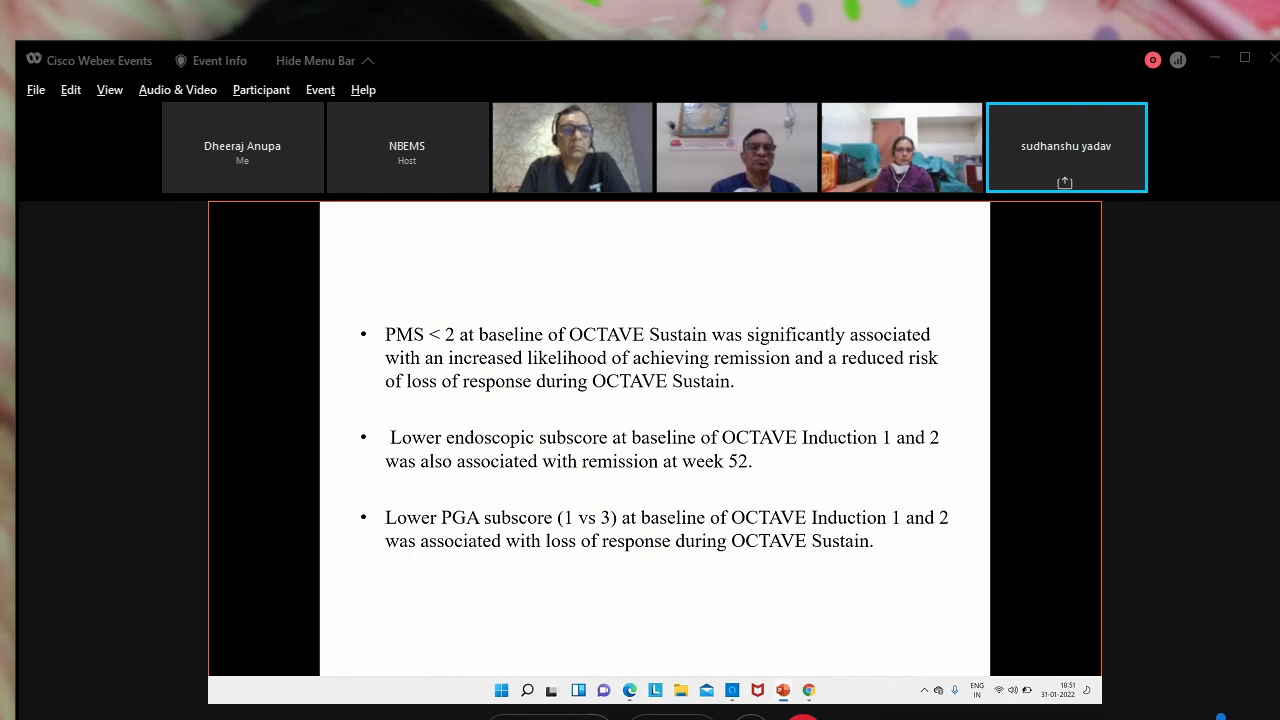 Cisco Webex Events
Event Info
Hide Menu Bar
File Edit View Audio & Video Participant Event Help
Dheeraj Anupa
Me
NBEMS
Host
sudhanshu yadav
• PMS < 2 at baseline of OCTAVE Sustain was significantly associated
with an increased likelihood of achieving remission and a reduced risk
of loss of response during OCTAVE Sustain.
• Lower endoscopic subscore at baseline of OCTAVE Induction 1 and 2
was also associated with remission at week 52.
• Lower PGA subscore (1 vs 3) at baseline of OCTAVE Induction 1 and 2
was associated with loss of response during OCTAVE Sustain.
ENG
IN
18:51
31-01-2022